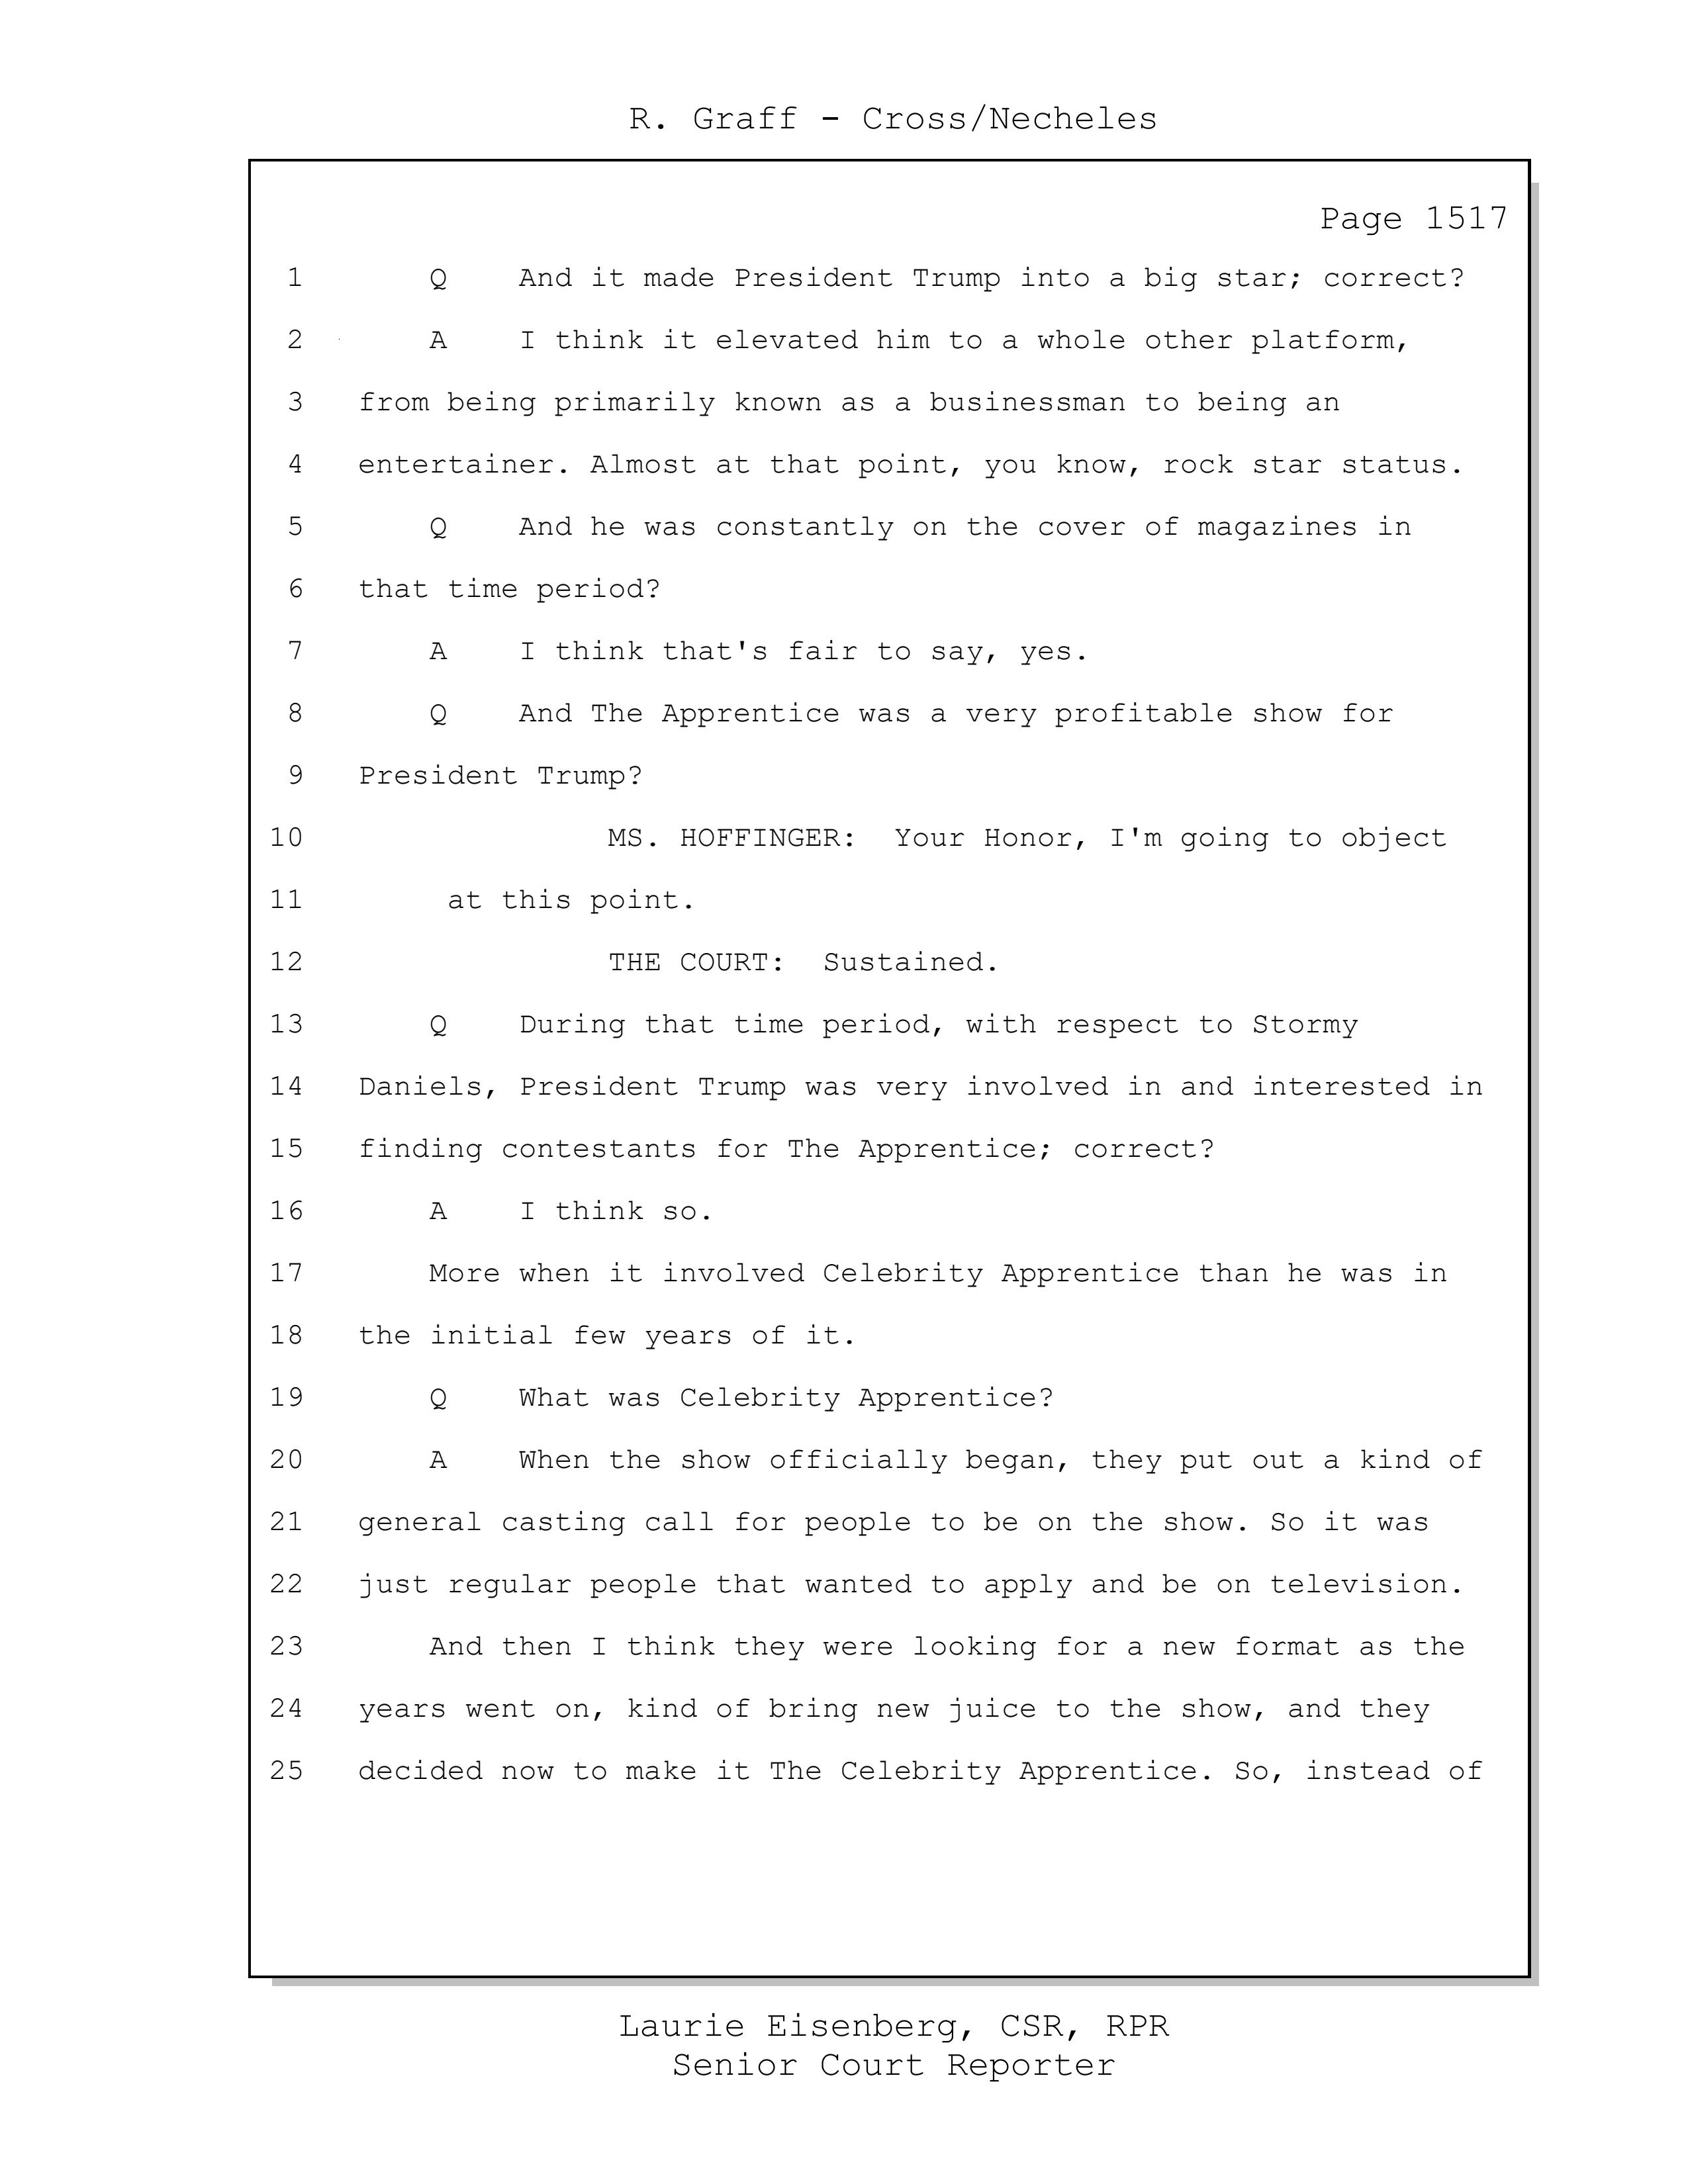 R. Graff - Cross/Necheles
Page 1517
1 Q And it made President Trump into a big star; correct?
2 A I think it elevated him to a whole other platform,
3 from being primarily known as a businessman to being an
4 entertainer. Almost at that point, you know, rock star status.
5 Q And he was constantly on the cover of magazines in
6 that time period?
7 A I think that's fair to say, yes.
8 Q And The Apprentice was a very profitable show for
9 President Trump?
10 MS. HOFFINGER: Your Honor, I'm going to object
11 at this point.
12 THE COURT: Sustained.
13 Q During that time period, with respect to Stormy
14 Daniels, President Trump was very involved in and interested in
15 finding contestants for The Apprentice; correct?
16 A I think so.
17 More when it involved Celebrity Apprentice than he was in
18 the initial few years of it.
19 Q What was Celebrity Apprentice?
20 A When the show officially began, they put out a kind of
21 general casting call for people to be on the show. So it was
22 just regular people that wanted to apply and be on television.
23 And then I think they were looking for a new format as the
24 years went on, kind of bring new juice to the show, and they
25 decided now to make it The Celebrity Apprentice. So, instead of
Laurie Eisenberg, CSR, RPR
Senior Court Reporter